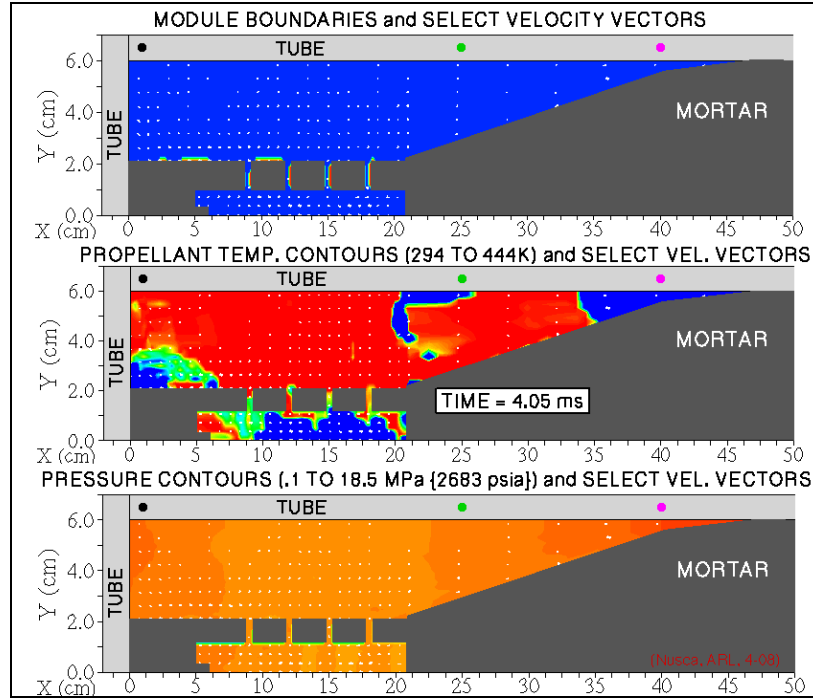 MODULE BOUNDARIES and SELECT VELOCITY VECTORS
TUBE
6.0
4.0
2.0
0.0
Y (cm)
TUBE
MORTAR
X (cm) 0 5 10 15 20 25 30 35 40 45 50
PROPELLANT TEMP. CONTOURS (294 TO 444K) and SELECT VEL. VECTORS
TUBE
6.0
4.0
2.0
0.0
Y (cm)
TUBE
MORTAR
TIME = 4.05 ms
X (cm) 0 5 10 15 20 25 30 35 40 45 50
PRESSURE CONTOURS (.1 TO 18.5 MPa {2683 psia}) and SELECT VEL. VECTORS
TUBE
6.0
4.0
2.0
0.0
Y (cm)
TUBE
MORTAR
(Nusca, ARL, 4-08)
X (cm) 0 5 10 15 20 25 30 35 40 45 50